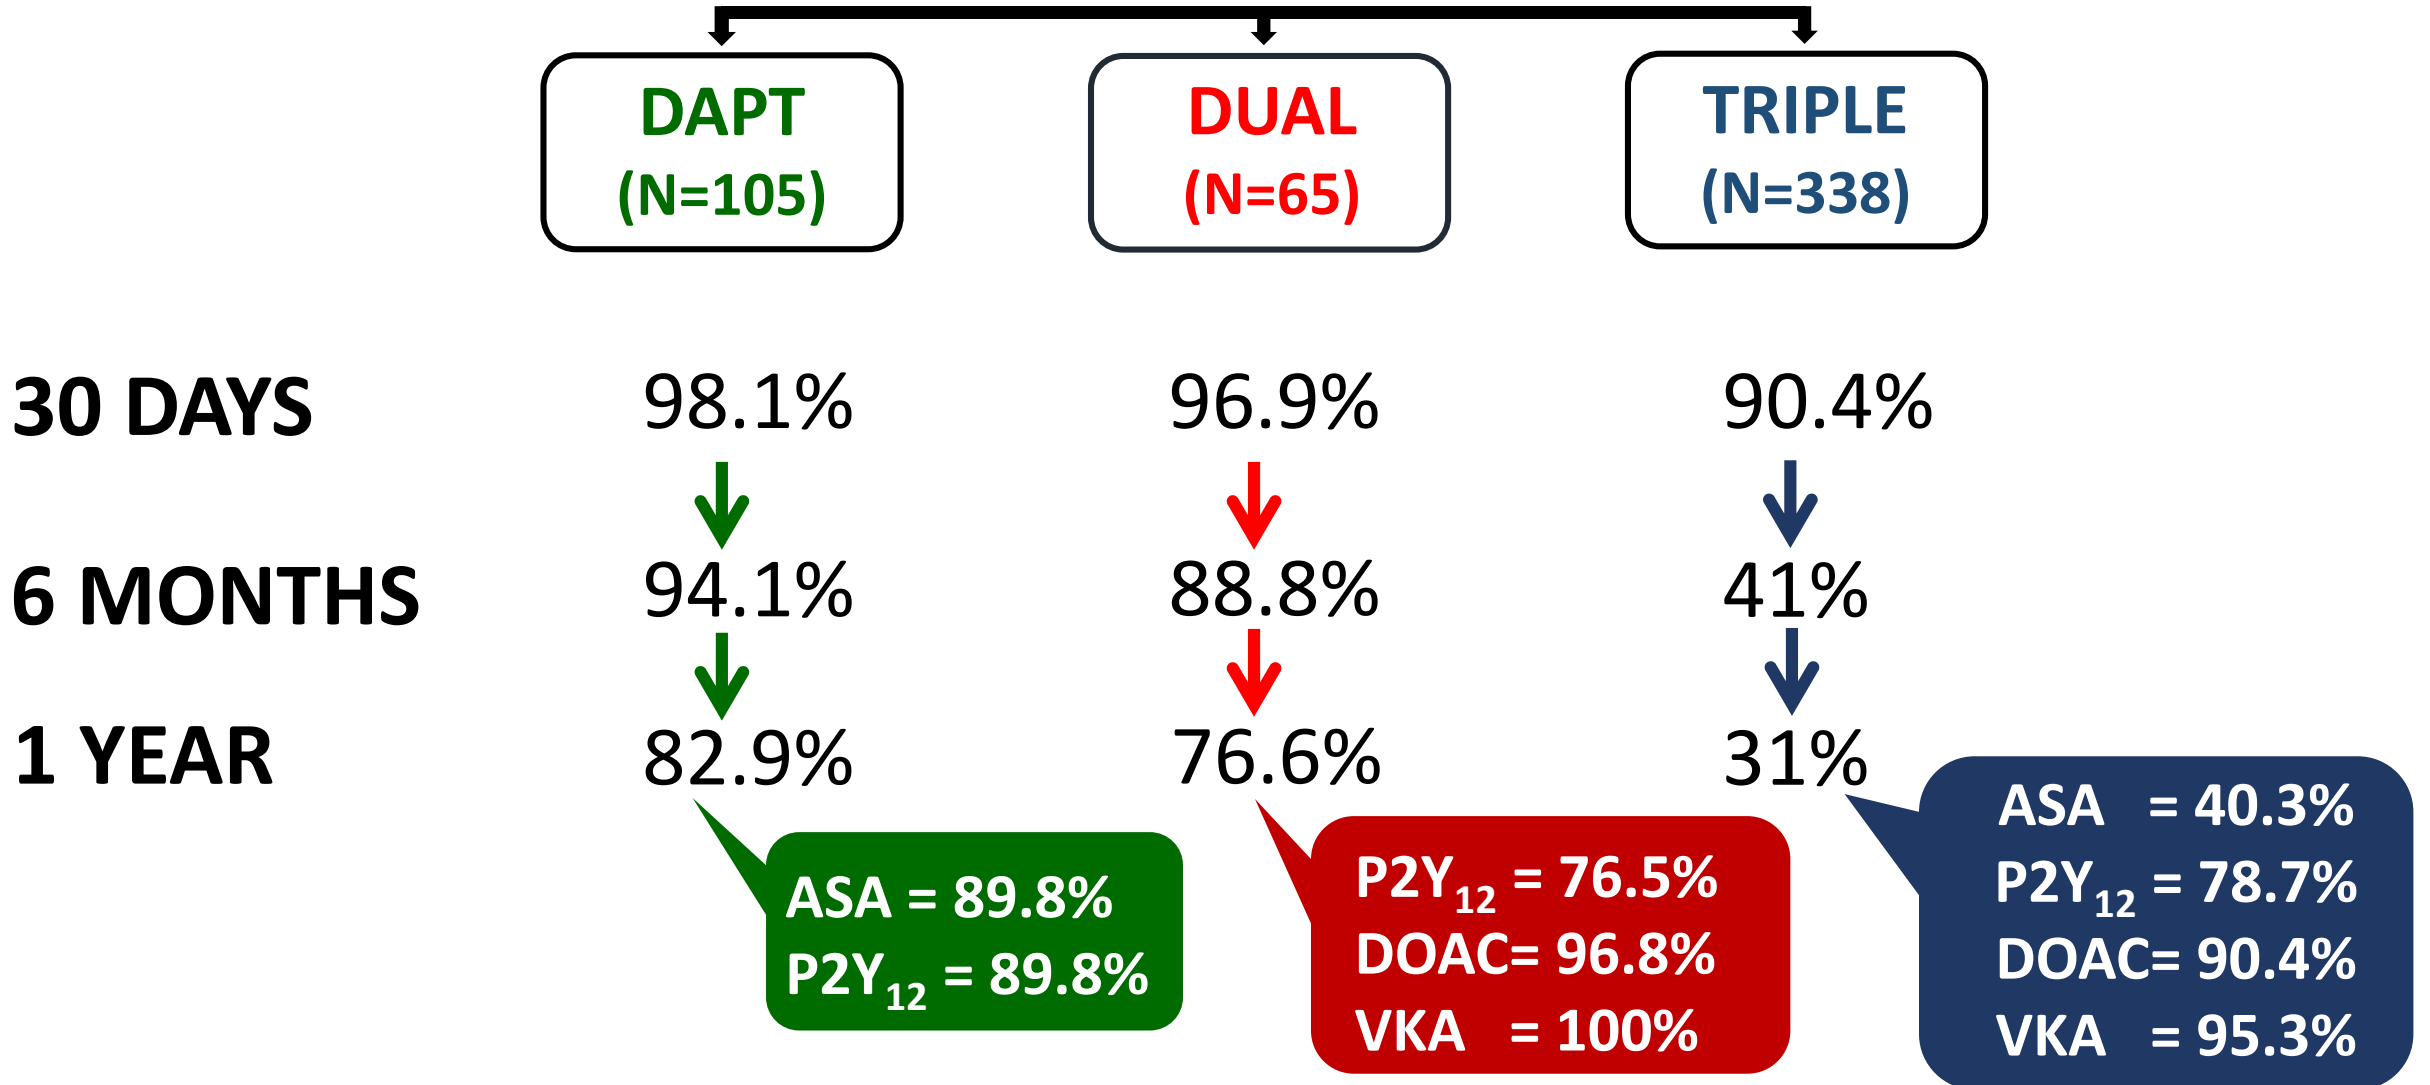 DAPT
(N=105)
DUAL
(N=65)
TRIPLE
(N=338)
30 DAYS 98.1% 96.9% 90.4%
6 MONTHS 94.1% 88.8% 41%
1 YEAR 82.9% 76.6% 31%
ASA = 89.8%
P2Y₁₂ = 89.8%
P2Y₁₂ = 76.5%
DOAC= 96.8%
VKA = 100%
ASA = 40.3%
P2Y₁₂ = 78.7%
DOAC= 90.4%
VKA = 95.3%